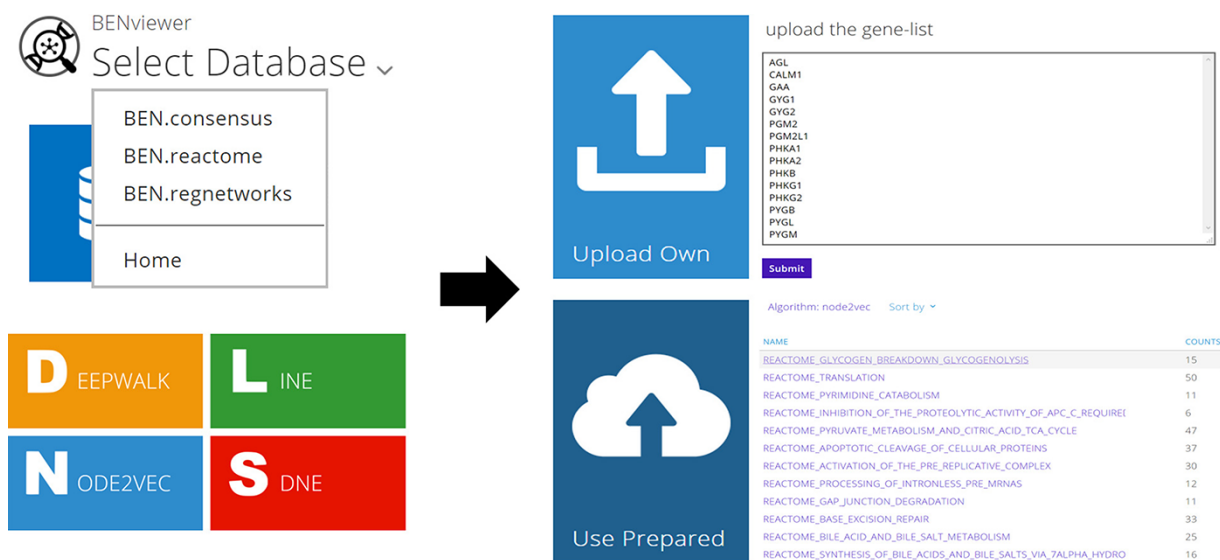 BENviewer
Select Database
BEN.consensus
BEN.reactome
BEN.regnetworks
Home
DEEPWALK
LINE
NODE2VEC
SDNE
upload the gene-list
AGL
CALM1
GAA
GYG1
GYG2
PGM2
PGM2L1
PHKA1
PHKA2
PHKB
PHKG1
PHKG2
PYGB
PYGL
PYGM
Upload Own
Submit
Algorithm: node2vec Sort by
NAME COUNTS
REACTOME_GLYCOGEN_BREAKDOWN_GLYCOGENOLYSIS 15
REACTOME_TRANSLATION 50
REACTOME_PYRIMIDINE_CATABOLISM 11
REACTOME_INHIBITION_OF_THE_PROTEOLYTIC_ACTIVITY_OF_APC_C_REQUIRE 6
REACTOME_PYRUVATE_METABOLISM_AND_CITRIC_ACID_TCA_CYCLE 47
REACTOME_APOPTOTIC_CLEAVAGE_OF_CELLULAR_PROTEINS 37
REACTOME_ACTIVATION_OF_THE_PRE_REPLICATIVE_COMPLEX 30
REACTOME_PROCESSING_OF_INTRONLESS_PRE_MRNAS 12
REACTOME_GAP_JUNCTION_DEGRADATION 11
REACTOME_BASE_EXCISION_REPAIR 33
REACTOME_BILE_ACID_AND_BILE_SALT_METABOLISM 25
REACTOME_SYNTHESIS_OF_BILE_ACIDS_AND_BILE_SALTS_VIA_7ALPHA_HYDRO 16
Use Prepared